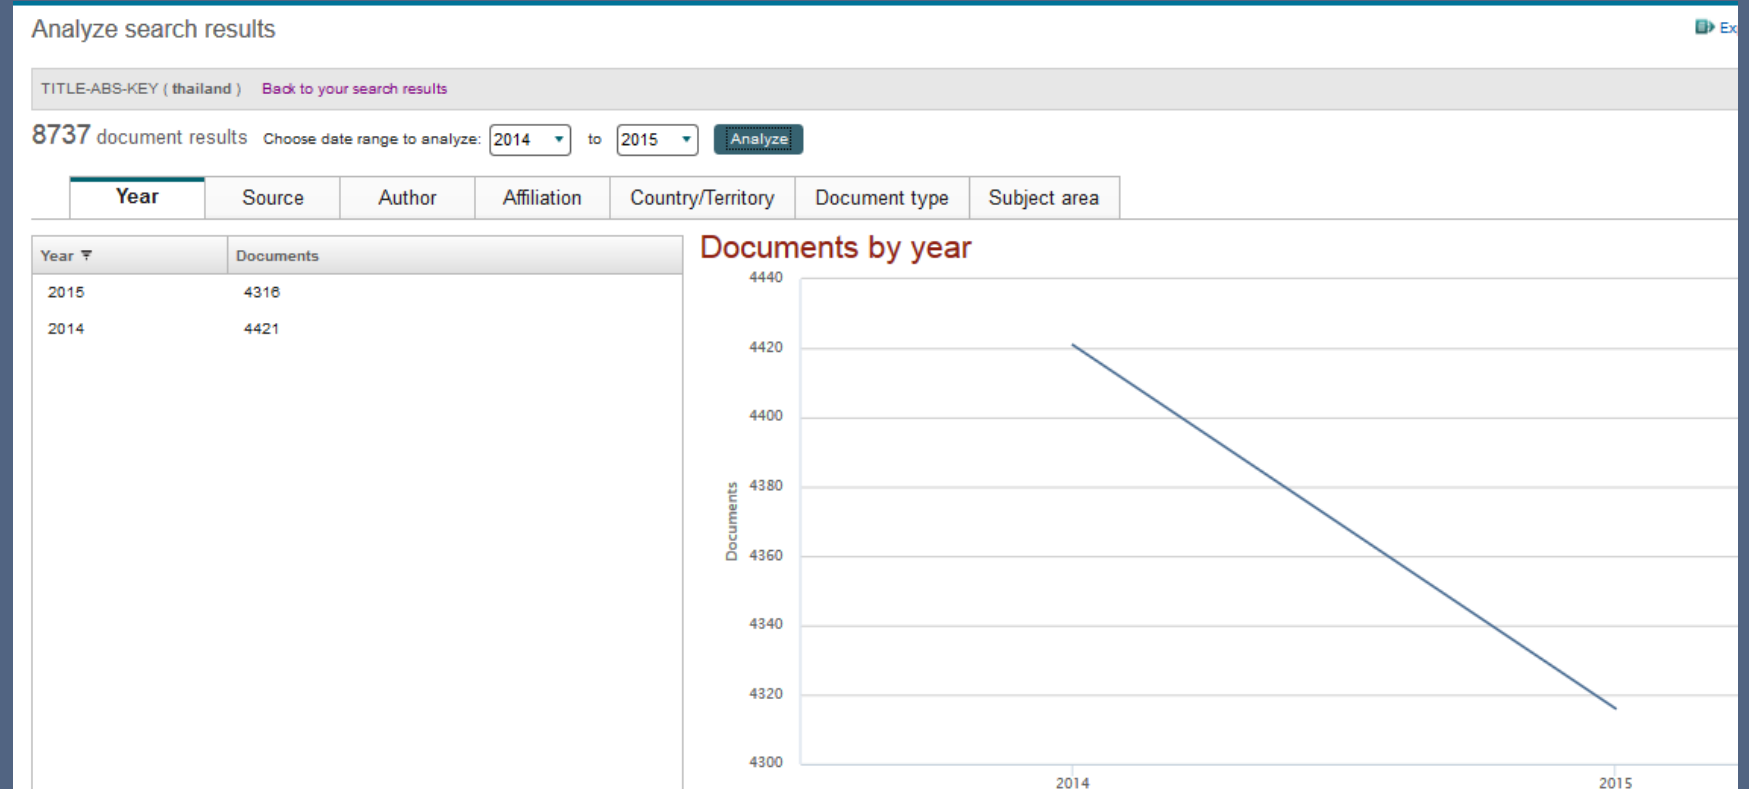 Analyze search results
Ex
TITLE-ABS-KEY ( thailand ) Back to your search results
8737 document results Choose date range to analyze: 2014 to 2015 Analyze
Year Source Author Affiliation Country/Territory Document type Subject area
Year Documents
2015 4316
2014 4421
Documents by year
4440
4420
4400
4380
4360
4340
4320
4300
Documents
2014 2015